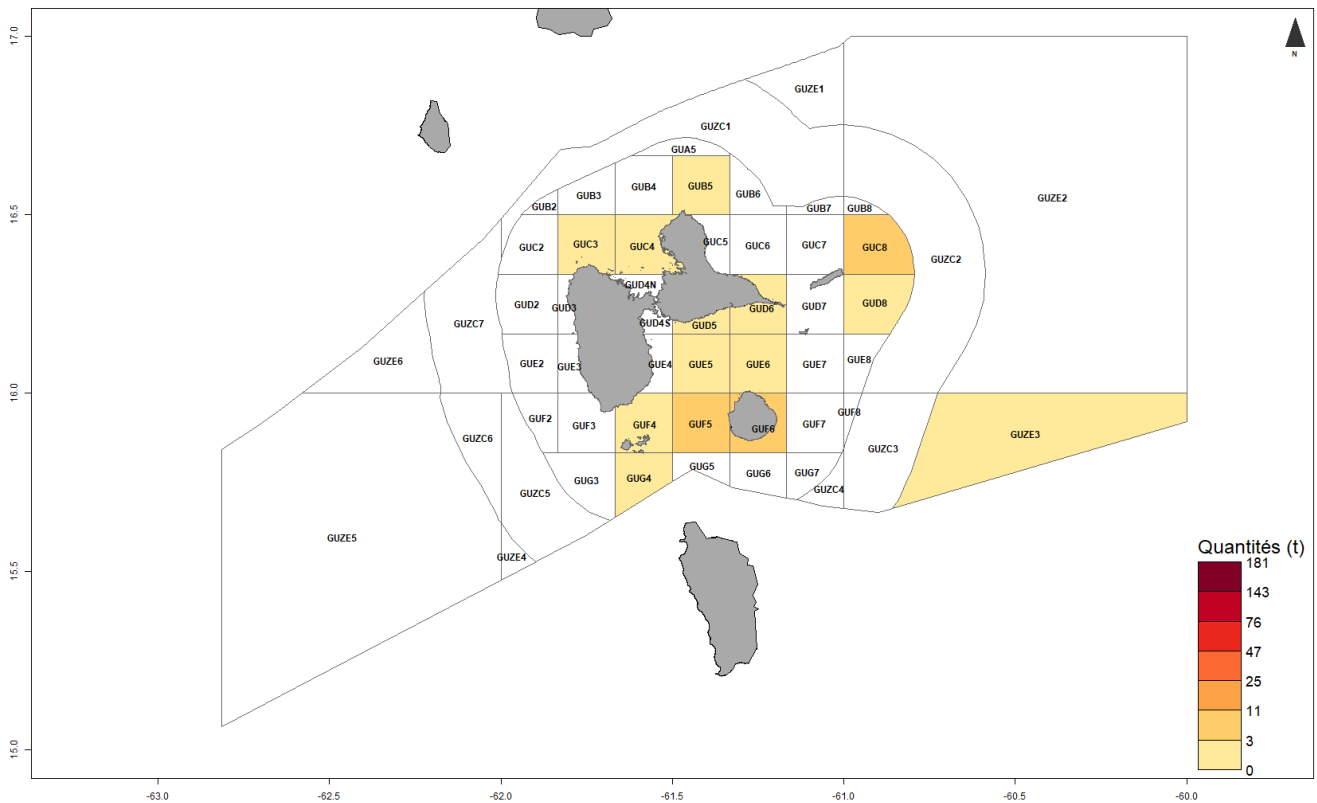 17.0
N
GUZE1
GUZC1
GUA5
GUB4
GUB5
GUB3
GUB6
GUZE2
GUB2
GUB7
GUB8
16.5
GUC2
GUC3
GUC4
GUC5
GUC6
GUC7
GUC8
GUZC2
GUD4N
GUD2
GUD3
GUD6
GUD7
GUD8
GUZC7
GUD4S
GUD5
GUZE6
GUE2
GUE3
GUE4
GUE5
GUE6
GUE7
GUE8
16.0
GUF2
GUF3
GUF4
GUF5
GUF6
GUF7
GUF8
GUZE3
GUZC6
GUZC3
GUG5
GUG3
GUG4
GUG6
GUG7
GUZC5
GUZC4
GUZE5
GUZE4
15.5
Quantités (t)
181
143
76
47
25
11
3
0
15.0
-63.0 -62.5 -62.0 -61.5 -61.0 -60.5 -60.0